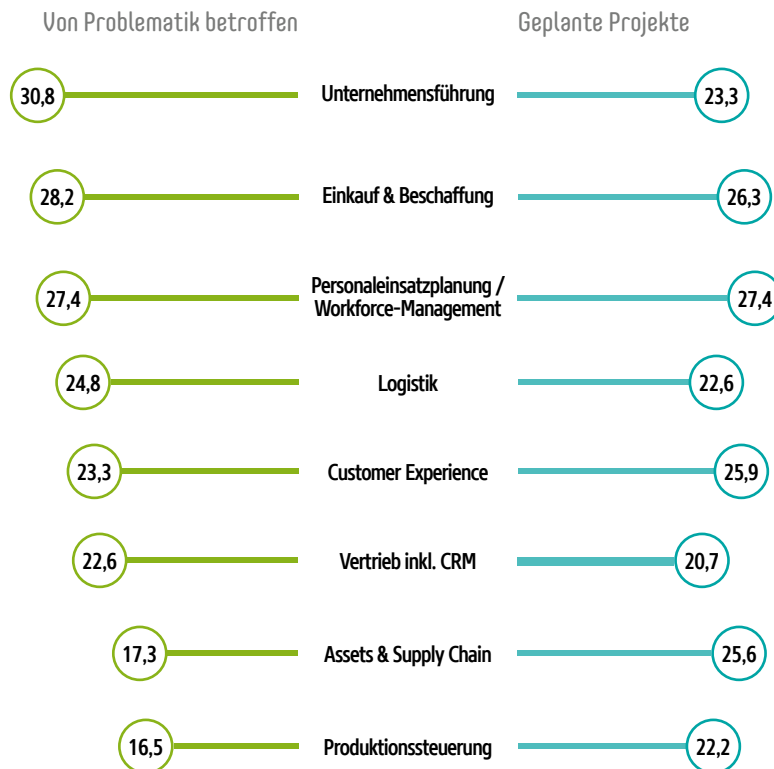 Von Problematik betroffen
Geplante Projekte
30,8
Unternehmensführung
23,3
28,2
Einkauf & Beschaffung
26,3
27,4
Personaleinsatzplanung /
Workforce-Management
27,4
24,8
Logistik
22,6
23,3
Customer Experience
25,9
22,6
Vertrieb inkl. CRM
20,7
17,3
Assets & Supply Chain
25,6
16,5
Produktionssteuerung
22,2